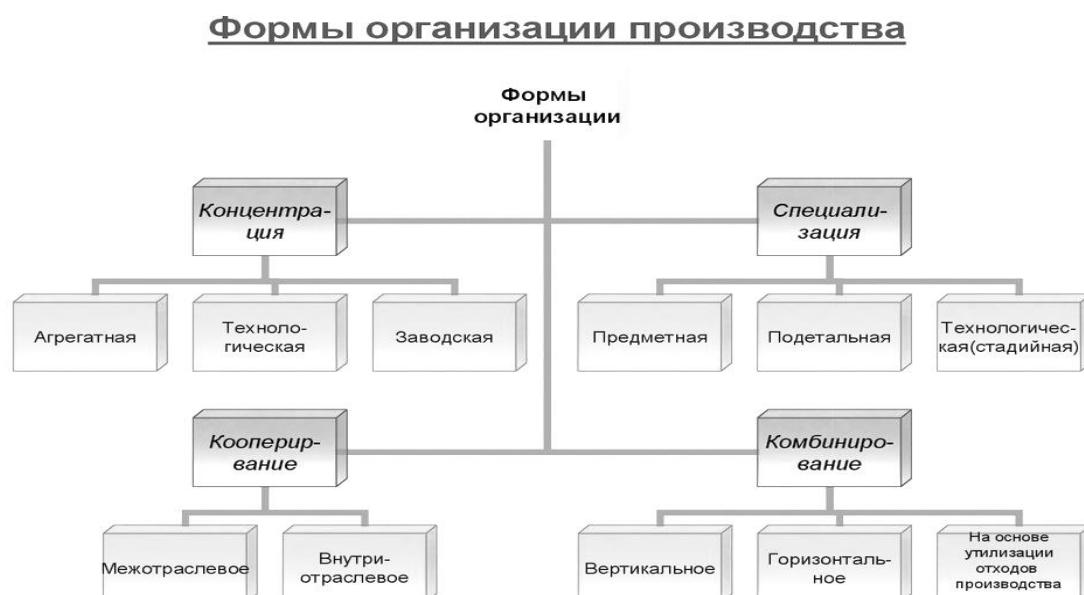 Формы организации производства
Формы
организации
Концентра-
ция
Специали-
зация
Агрегатная
Техноло-
гическая
Заводская
Предметная
Подетальная
Технологичес-
кая(стадийная)
Кооперир-
вание
Комбиниро-
вание
Межотраслевое
Внутри-
отраслевое
Вертикальное
Горизонталь-
ное
На основе
утилизации
отходов
производства